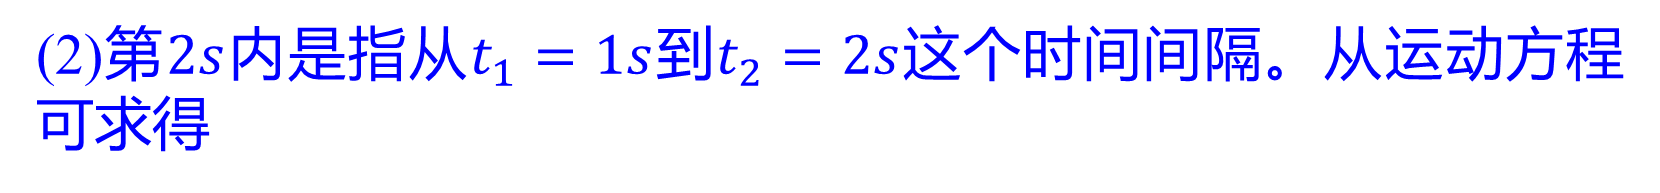 (2)第2s内是指从t₁ = 1s到t₂ = 2s这个时间间隔。从运动方程
可求得